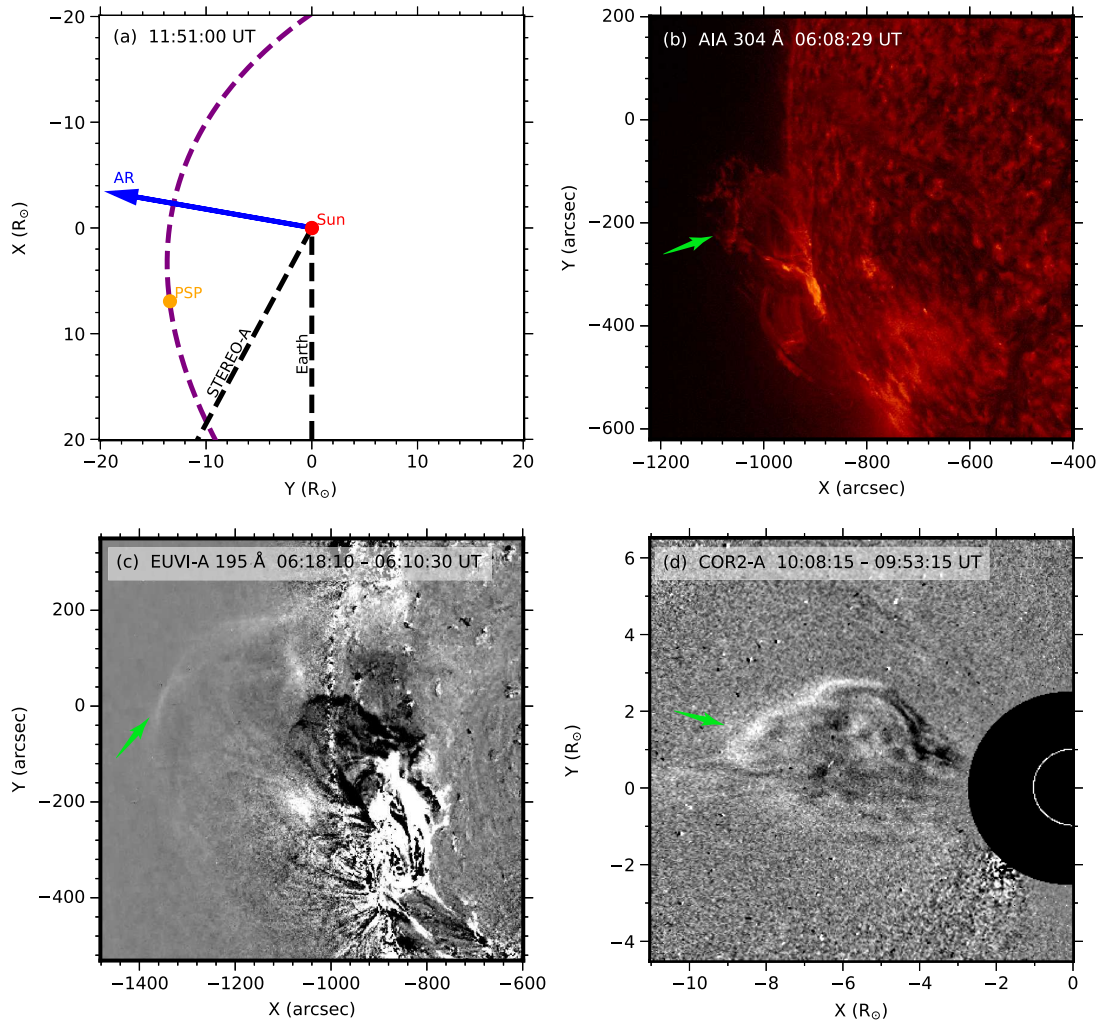 (a) 11:51:00 UT
−20
−10
0
10
20
X (R⊙)
AR
Sun
PSP
STEREO-A
Earth
−20
−10
0
10
20
Y (R⊙)
(b) AIA 304 Å 06:08:29 UT
200
0
−200
−400
−600
Y (arcsec)
−1200
−1000
−800
−600
−400
X (arcsec)
(c) EUVI-A 195 Å 06:18:10 – 06:10:30 UT
200
0
−200
−400
Y (arcsec)
−1400
−1200
−1000
−800
−600
X (arcsec)
(d) COR2-A 10:08:15 – 09:53:15 UT
6
4
2
0
−2
−4
Y (R⊙)
−10
−8
−6
−4
−2
0
X (R⊙)